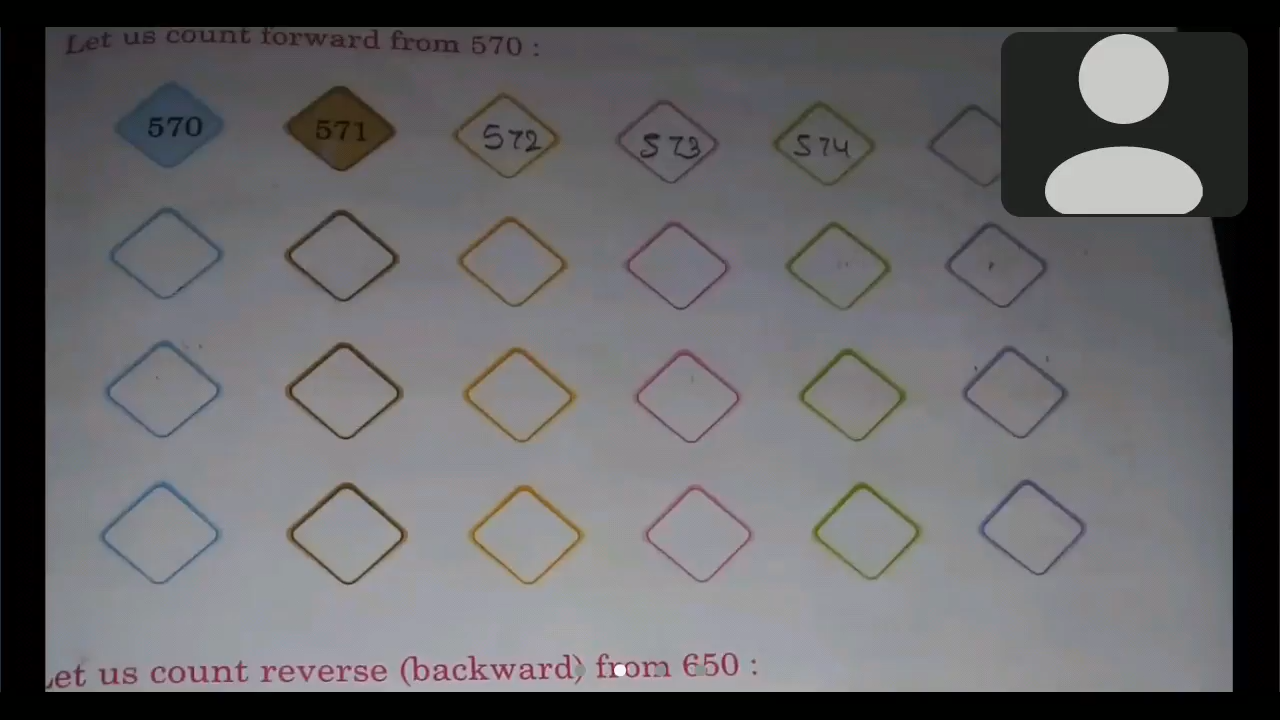 Let us count forward from 570 :
570 571 572 573 574
Let us count reverse (backward) from 650 :